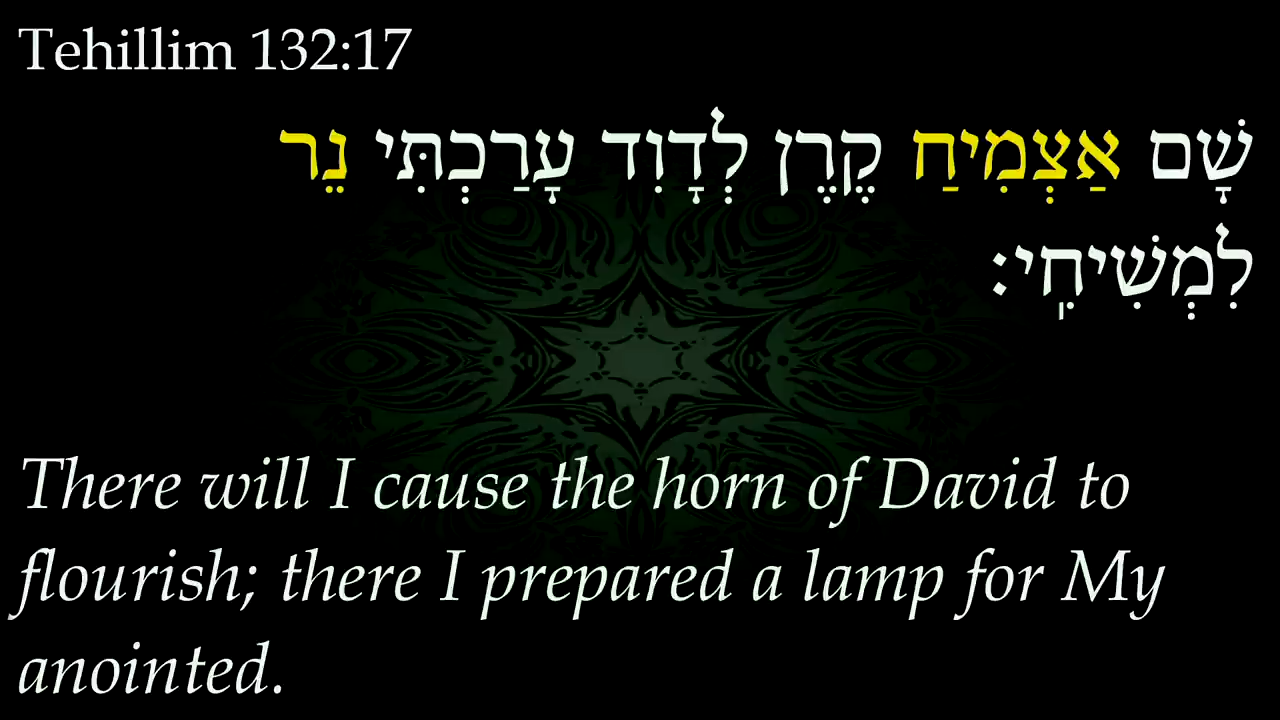 Tehillim 132:17
שָׁם אַצְמִיחַ קֶרֶן לְדָוִד עָרַכְתִּי נֵר
לִמְשִׁיחִֽי:
There will I cause the horn of David to
flourish; there I prepared a lamp for My
anointed.